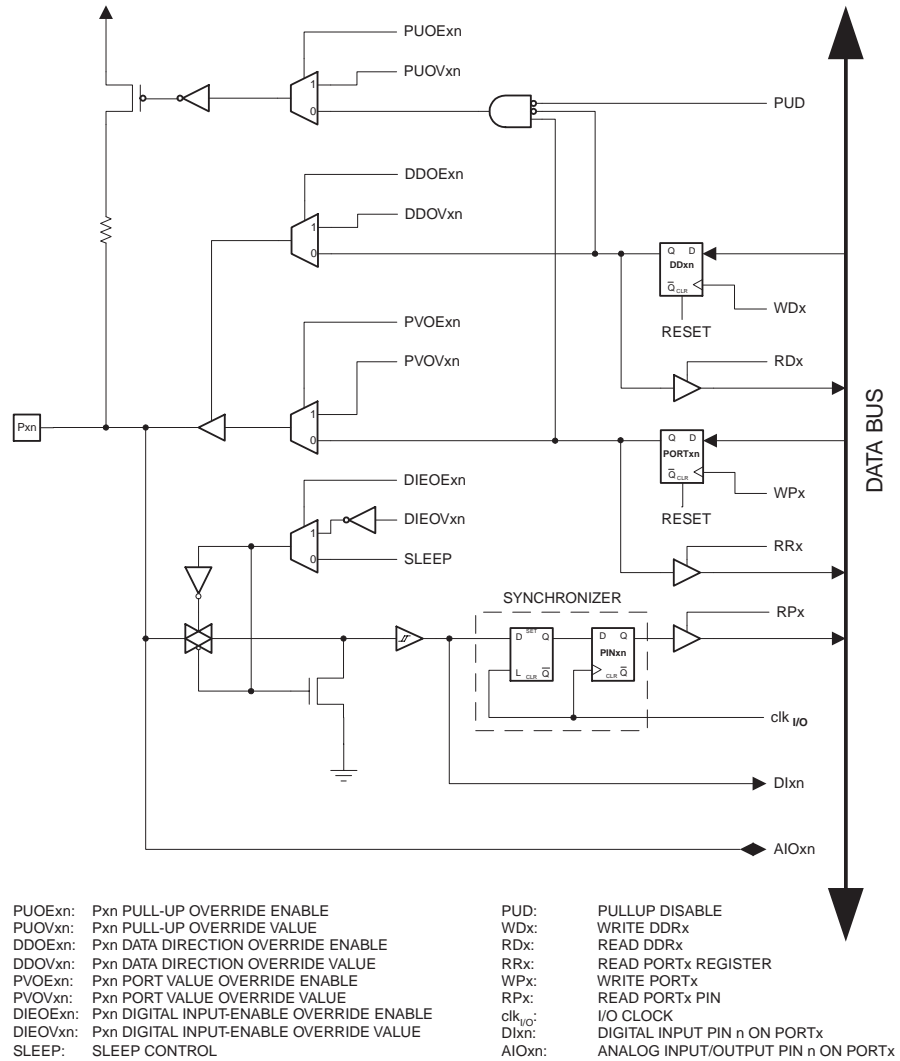 PUOExn
PUOVxn
1
0
PUD
DDOExn
DDOVxn
1
0
Q D
DDxn
Q CLR
WDx
RESET
PVOExn
PVOVxn
RDx
1
0
Pxn
Q D
PORTxn
Q CLR
WPx
RESET
DATA BUS
DIEOExn
DIEOVxn
1
0
SLEEP
RRx
SYNCHRONIZER
RPx
D SET Q
L CLR Q
D Q
PINxn
CLR Q
clk I/O
DIxn
AIOxn
PUOExn: Pxn PULL-UP OVERRIDE ENABLE
PUOVxn: Pxn PULL-UP OVERRIDE VALUE
DDOExn: Pxn DATA DIRECTION OVERRIDE ENABLE
DDOVxn: Pxn DATA DIRECTION OVERRIDE VALUE
PVOExn: Pxn PORT VALUE OVERRIDE ENABLE
PVOVxn: Pxn PORT VALUE OVERRIDE VALUE
DIEOExn: Pxn DIGITAL INPUT-ENABLE OVERRIDE ENABLE
DIEOVxn: Pxn DIGITAL INPUT-ENABLE OVERRIDE VALUE
SLEEP: SLEEP CONTROL
PUD: PULLUP DISABLE
WDx: WRITE DDRx
RDx: READ DDRx
RRx: READ PORTx REGISTER
WPx: WRITE PORTx
RPx: READ PORTx PIN
clkI/O: I/O CLOCK
DIxn: DIGITAL INPUT PIN n ON PORTx
AIOxn: ANALOG INPUT/OUTPUT PIN n ON PORTx